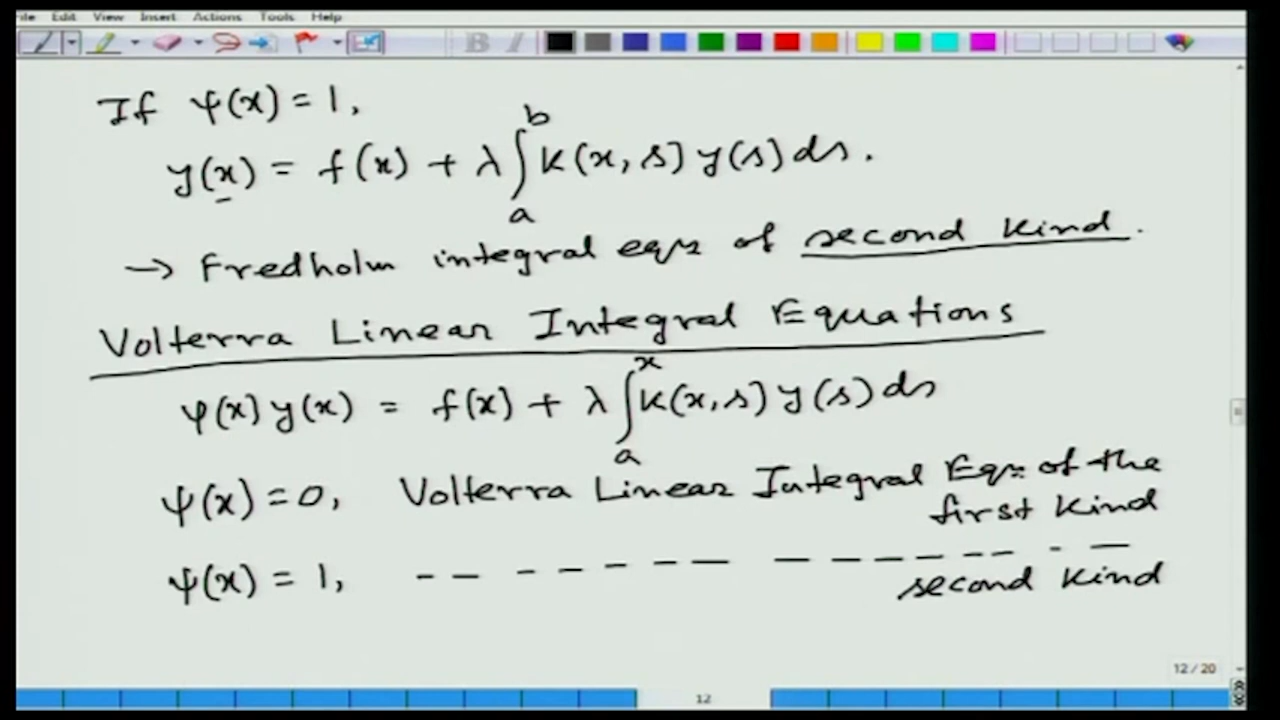 File Edit View Insert Actions Tools Help
B I
If ψ(x) = 1,
y(x) = f(x) + λ ∫_a^b K(x, s) y(s) ds.
→ Fredholm integral eqn of second kind.
Volterra Linear Integral Equations
ψ(x) y(x) = f(x) + λ ∫_a^x K(x, s) y(s) ds
ψ(x) = 0, Volterra Linear Integral Eqn. of the
first kind
ψ(x) = 1, -- -- -- -- -- -- -- -- --
second kind
12 / 20
12